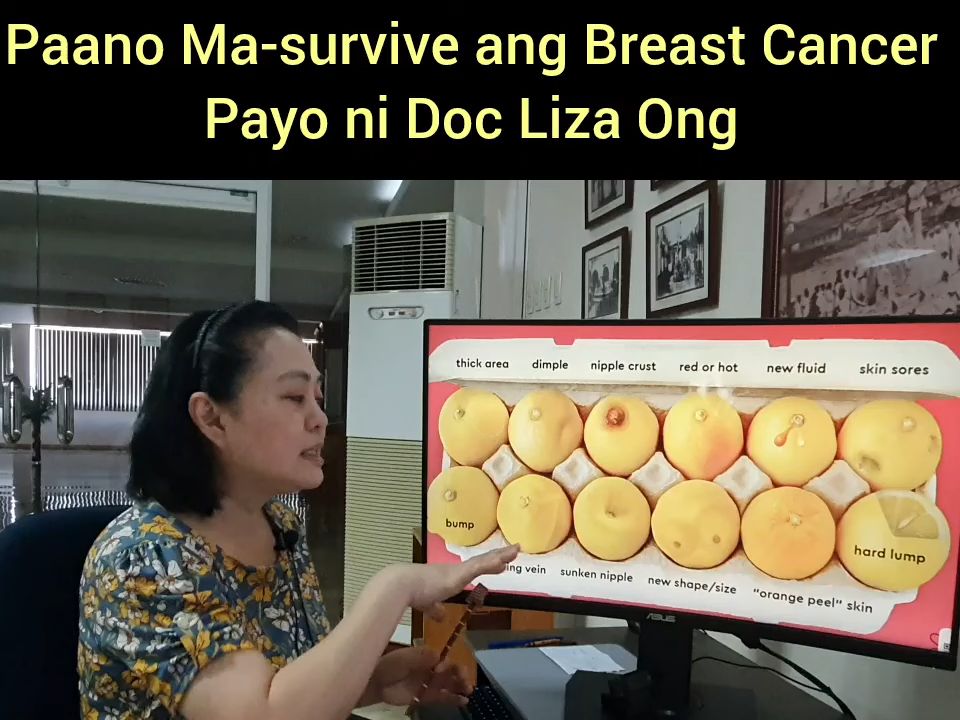 Paano Ma-survive ang Breast Cancer
Payo ni Doc Liza Ong
thick area dimple nipple crust red or hot new fluid skin sores
bump hard lump
vein sunken nipple new shape/size "orange peel" skin
ASUS